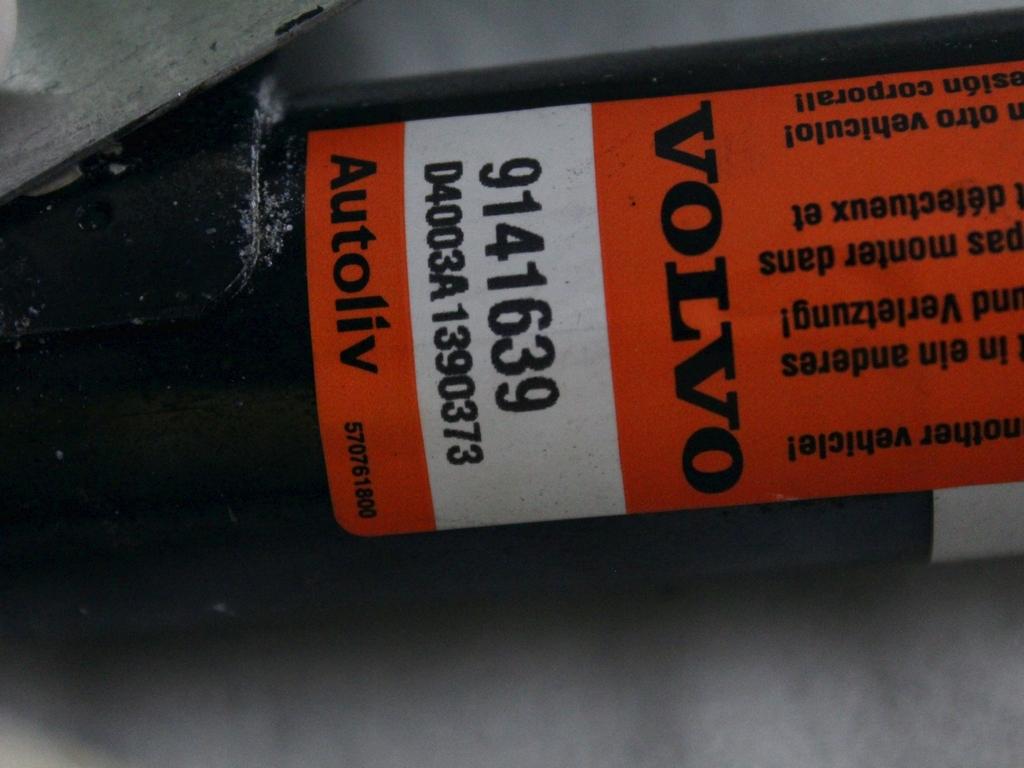 VOLVO
9141639
D4003A1390373
Autoliv 570761800
nother vehicle!
t in ein anderes
und Verletzung!
pas monter dans
t défectueux et
n otro vehiculo!
esión corporal!